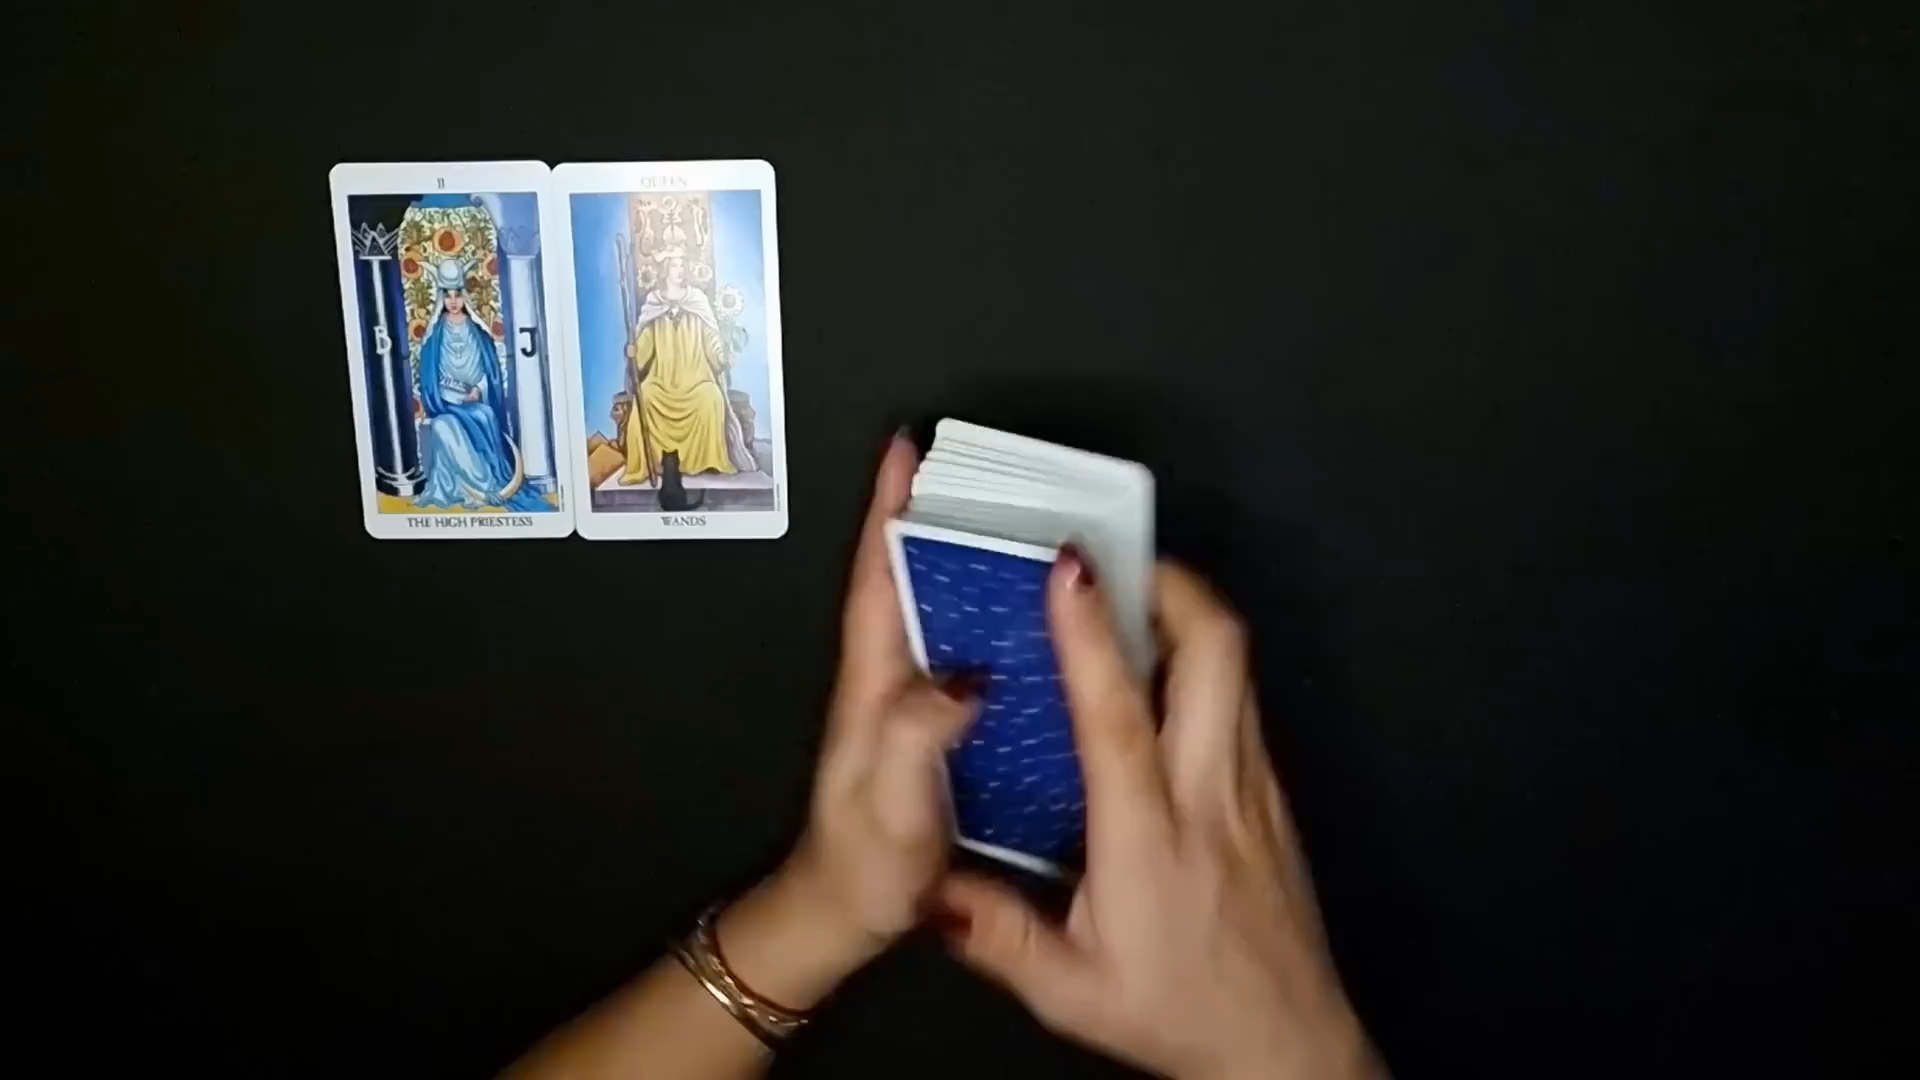 II
QUEEN
B
J
THE HIGH PRIESTESS
WANDS